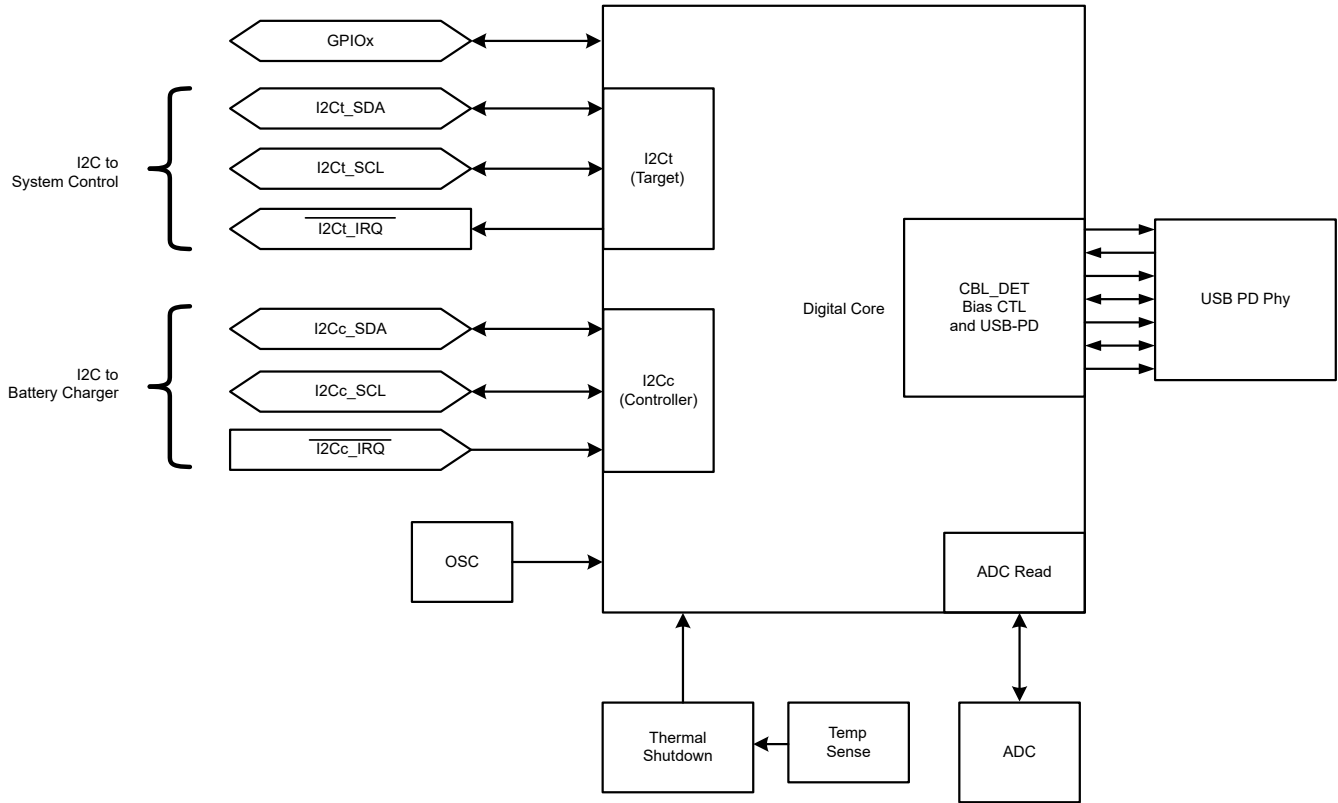 GPIOx
I2C to
System Control
I2Ct_SDA
I2Ct_SCL
I2Ct_IRQ
I2Ct
(Target)
I2C to
Battery Charger
I2Cc_SDA
I2Cc_SCL
I2Cc_IRQ
I2Cc
(Controller)
Digital Core
CBL_DET
Bias CTL
and USB-PD
USB PD Phy
OSC
ADC Read
Thermal
Shutdown
Temp
Sense
ADC